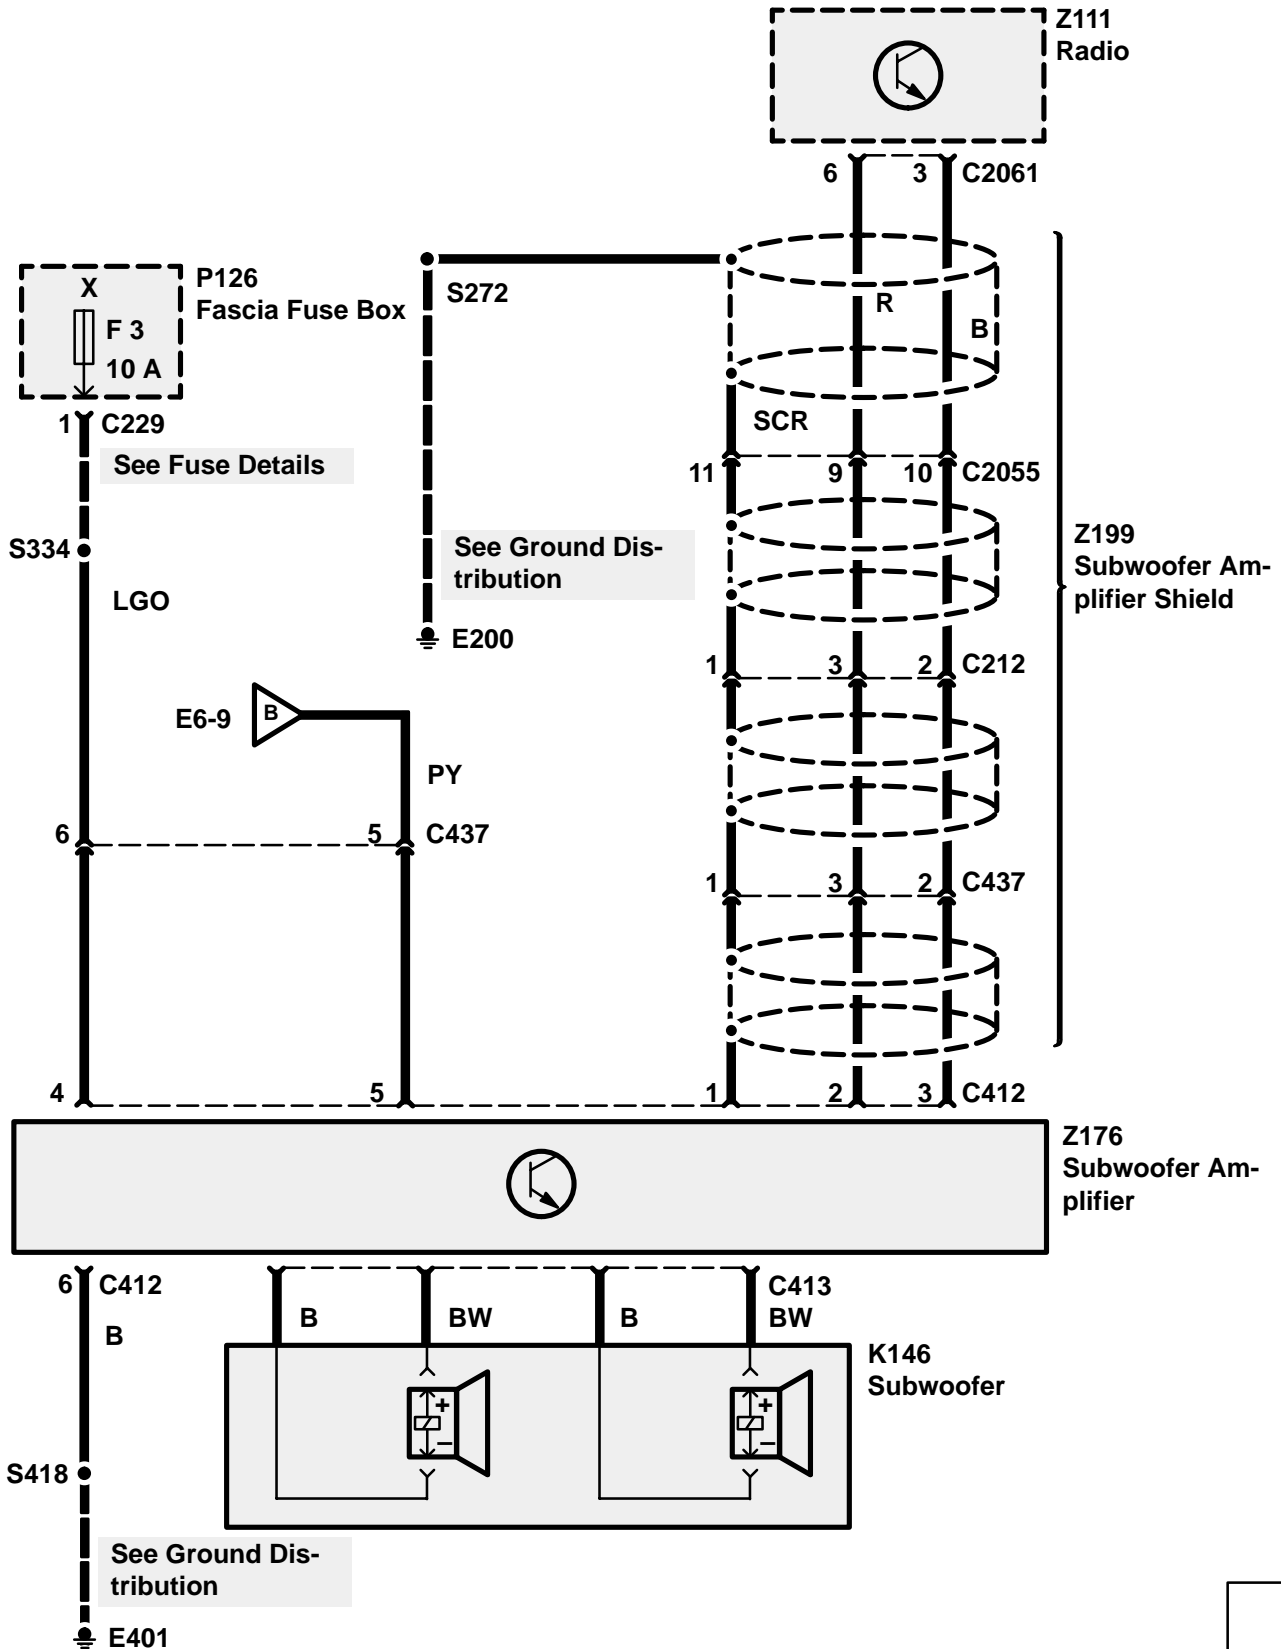 Z111
Radio
6 3 C2061
P126
Fascia Fuse Box
X
F 3
10 A
S272
R
B
1 C229
See Fuse Details
SCR
11 9 10 C2055
S334
LGO
See Ground Dis-
tribution
Z199
Subwoofer Am-
plifier Shield
E200
1 3 2 C212
E6-9 B
PY
6 5 C437
1 3 2 C437
4 5 1 2 3 C412
Z176
Subwoofer Am-
plifier
6 C412
C413
B
B BW B BW
K146
Subwoofer
+ +
– –
S418
See Ground Dis-
tribution
E401